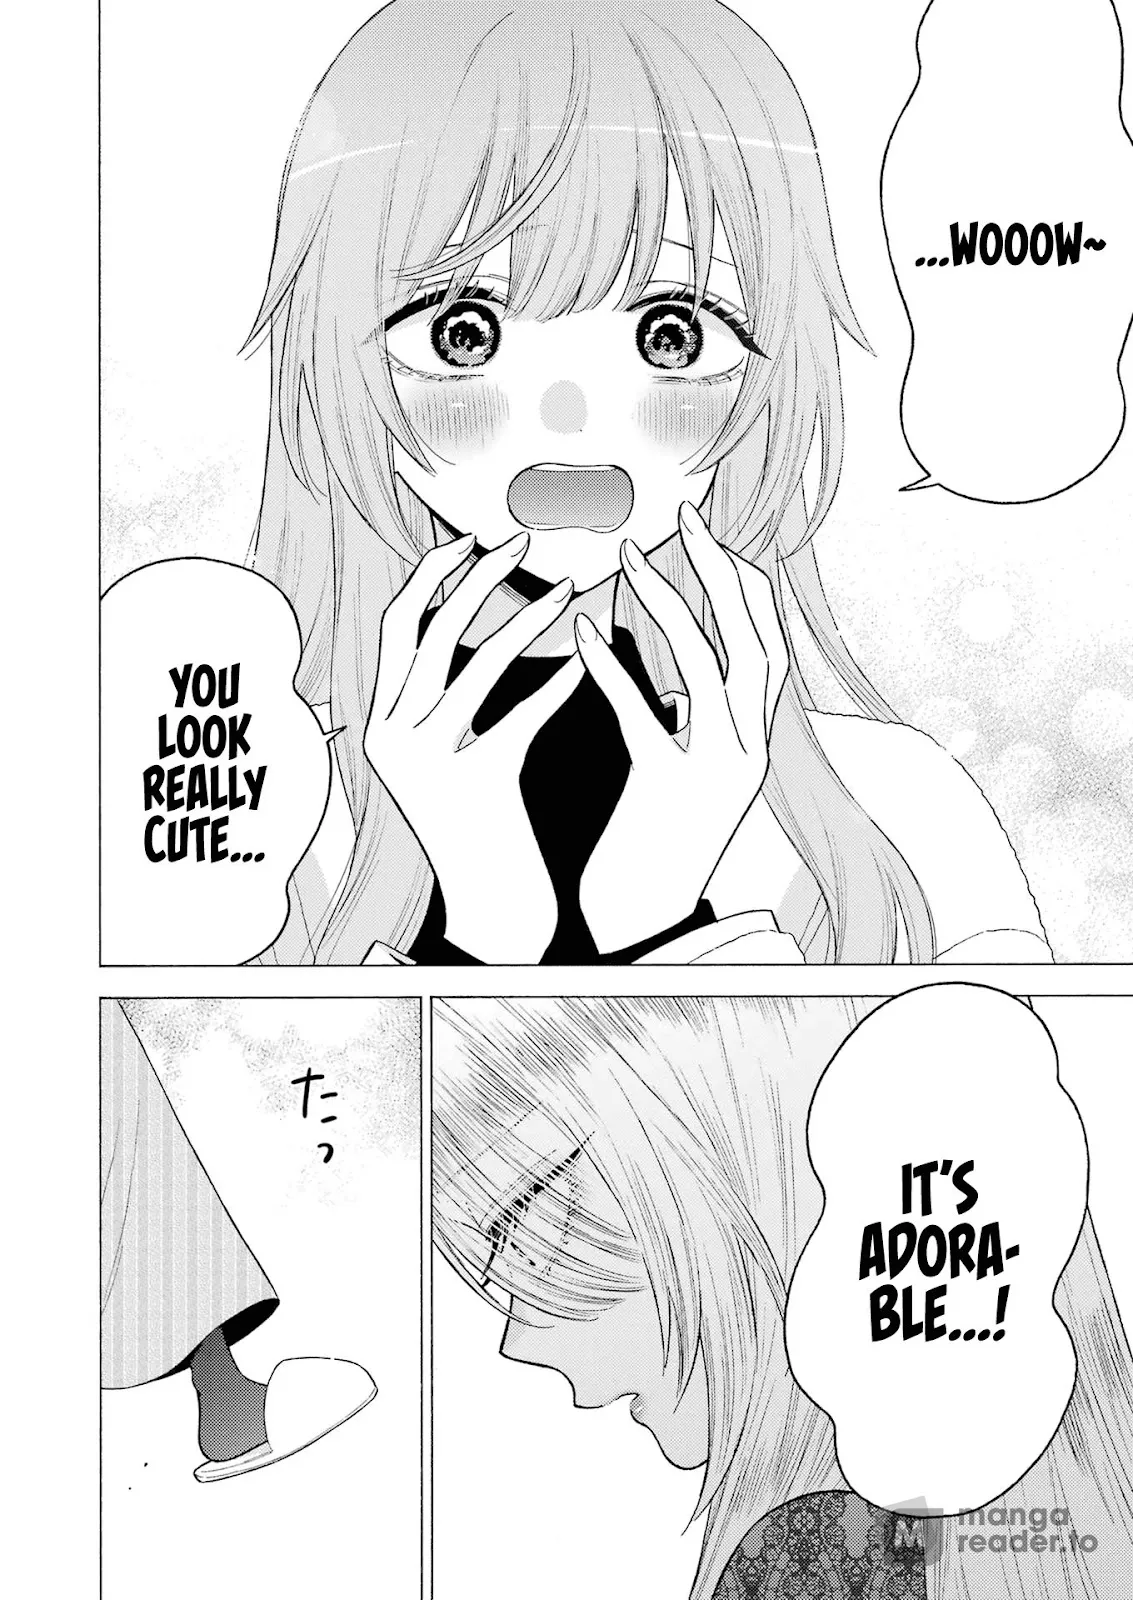 ...WOOOW~
YOU
LOOK
REALLY
CUTE...
IT'S
ADORA-
BLE...!
たっ
manga
reader.to
M